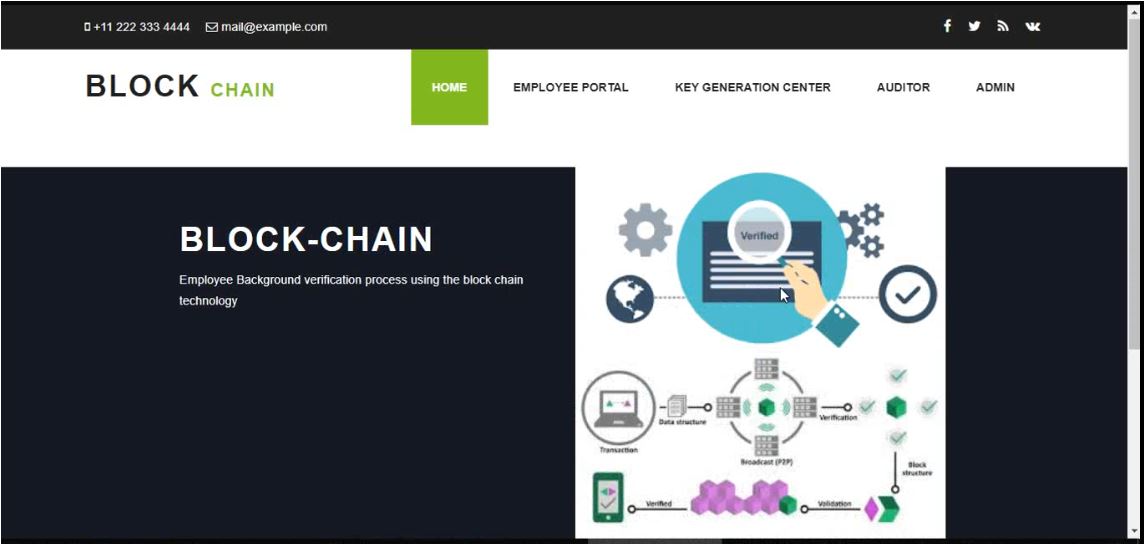 +11 222 333 4444 mail@example.com
BLOCK CHAIN
HOME EMPLOYEE PORTAL KEY GENERATION CENTER AUDITOR ADMIN
BLOCK-CHAIN
Employee Background verification process using the block chain
technology
Verified
Transaction
Data structure
Broadcast (P2P)
Verification
Block
structure
Verified
Validation